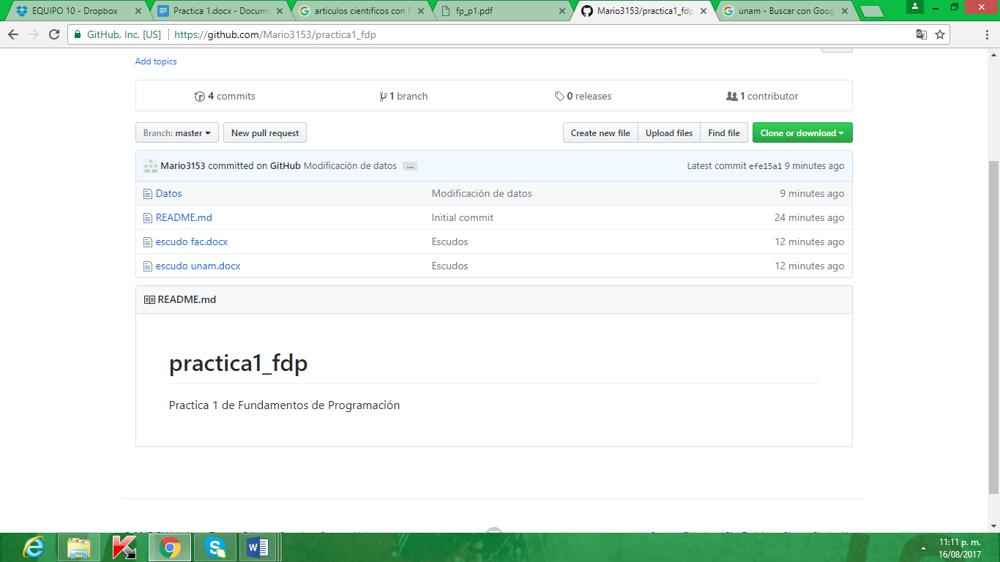 EQUIPO 10 - Dropbox
Practica 1.docx - Docume
articulos cientificos con F
fp_p1.pdf
Mario3153/practica1_fdp
unam - Buscar con Goog
GitHub, Inc. [US] https://github.com/Mario3153/practica1_fdp
Add topics
4 commits 1 branch 0 releases 1 contributor
Branch: master New pull request Create new file Upload files Find file Clone or download
Mario3153 committed on GitHub Modificación de datos ... Latest commit efe15a1 9 minutes ago
Datos Modificación de datos 9 minutes ago
README.md Initial commit 24 minutes ago
escudo fac.docx Escudos 12 minutes ago
escudo unam.docx Escudos 12 minutes ago
README.md
practica1_fdp
Practica 1 de Fundamentos de Programación
11:11 p. m.
16/08/2017